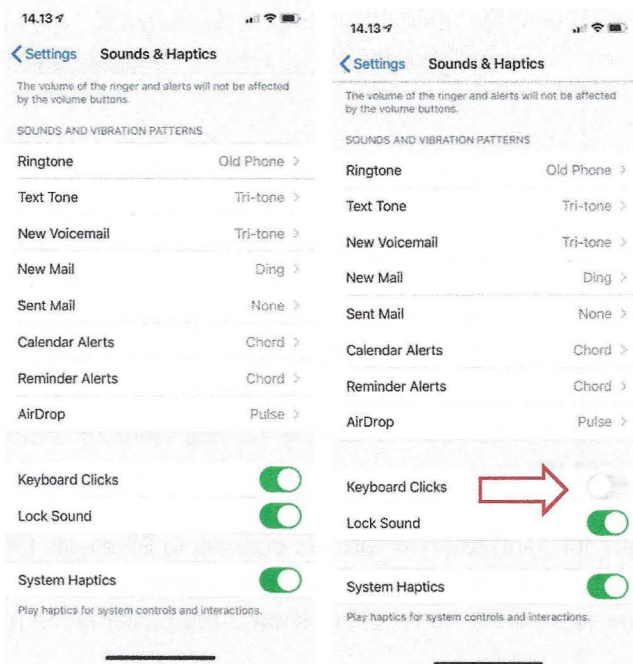 14.13
Settings Sounds & Haptics
The volume of the ringer and alerts will not be affected
by the volume buttons.
SOUNDS AND VIBRATION PATTERNS
Ringtone Old Phone
Text Tone Tri-tone
New Voicemail Tri-tone
New Mail Ding
Sent Mail None
Calendar Alerts Chord
Reminder Alerts Chord
AirDrop Pulse
Keyboard Clicks
Lock Sound
System Haptics
Play haptics for system controls and interactions.
14.13
Settings Sounds & Haptics
The volume of the ringer and alerts will not be affected
by the volume buttons.
SOUNDS AND VIBRATION PATTERNS
Ringtone Old Phone
Text Tone Tri-tone
New Voicemail Tri-tone
New Mail Ding
Sent Mail None
Calendar Alerts Chord
Reminder Alerts Chord
AirDrop Pulse
Keyboard Clicks
Lock Sound
System Haptics
Play haptics for system controls and interactions.